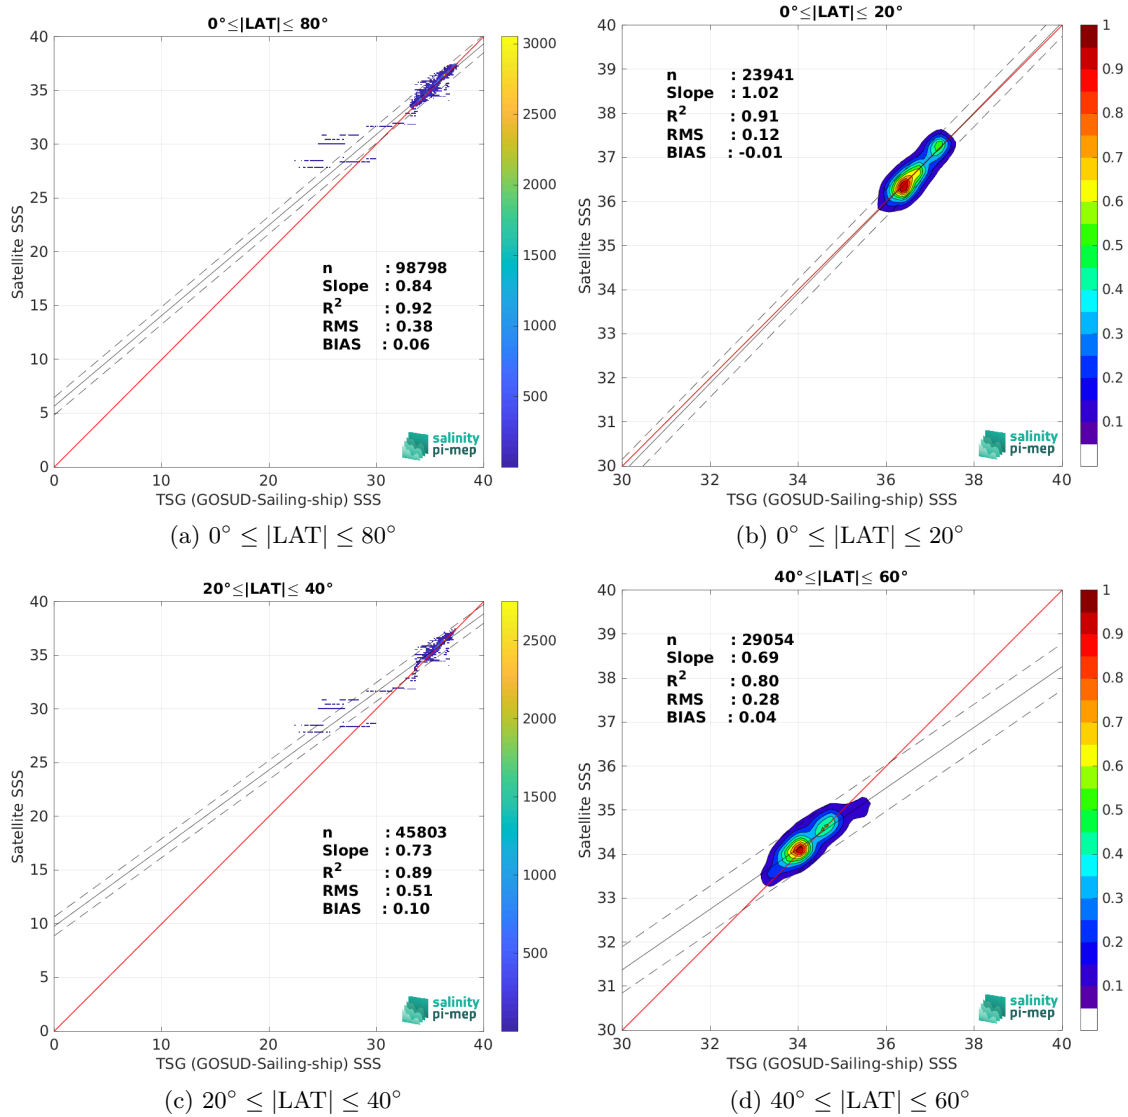 0°≤|LAT|≤ 80°
40
35
30
25
20
15
10
5
0
0
10
20
30
40
Satellite SSS
TSG (GOSUD-Sailing-ship) SSS
n : 98798
Slope : 0.84
R² : 0.92
RMS : 0.38
BIAS : 0.06
salinity
pi-mep
3000
2500
2000
1500
1000
500
(a) 0° ≤ |LAT| ≤ 80°
0°≤|LAT|≤ 20°
40
39
38
37
36
35
34
33
32
31
30
30
32
34
36
38
40
Satellite SSS
TSG (GOSUD-Sailing-ship) SSS
n : 23941
Slope : 1.02
R² : 0.91
RMS : 0.12
BIAS : -0.01
salinity
pi-mep
1
0.9
0.8
0.7
0.6
0.5
0.4
0.3
0.2
0.1
(b) 0° ≤ |LAT| ≤ 20°
20°≤|LAT|≤ 40°
40
35
30
25
20
15
10
5
0
0
10
20
30
40
Satellite SSS
TSG (GOSUD-Sailing-ship) SSS
n : 45803
Slope : 0.73
R² : 0.89
RMS : 0.51
BIAS : 0.10
salinity
pi-mep
2500
2000
1500
1000
500
(c) 20° ≤ |LAT| ≤ 40°
40°≤|LAT|≤ 60°
40
39
38
37
36
35
34
33
32
31
30
30
32
34
36
38
40
Satellite SSS
TSG (GOSUD-Sailing-ship) SSS
n : 29054
Slope : 0.69
R² : 0.80
RMS : 0.28
BIAS : 0.04
salinity
pi-mep
1
0.9
0.8
0.7
0.6
0.5
0.4
0.3
0.2
0.1
(d) 40° ≤ |LAT| ≤ 60°